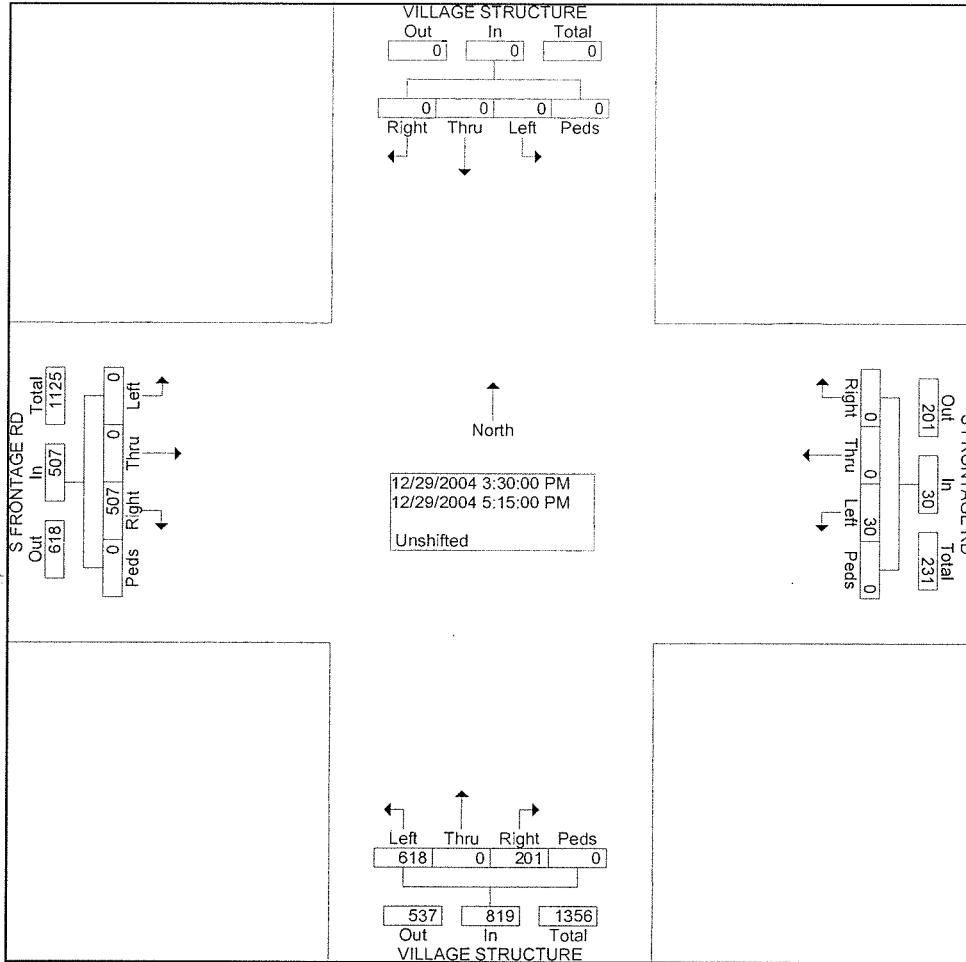 VILLAGE STRUCTURE
Out In Total
0 0 0
0 0 0 0
Right Thru Left Peds
S FRONTAGE RD
Total In Out
1125 507 618
0 0 507 0
Left Thru Right Peds
North
12/29/2004 3:30:00 PM
12/29/2004 5:15:00 PM
Unshifted
Right Thru Left Peds
0 0 30 0
Out In Total
201 30 231
FRONTAGE RD
Left Thru Right Peds
618 0 201 0
537 819 1356
Out In Total
VILLAGE STRUCTURE